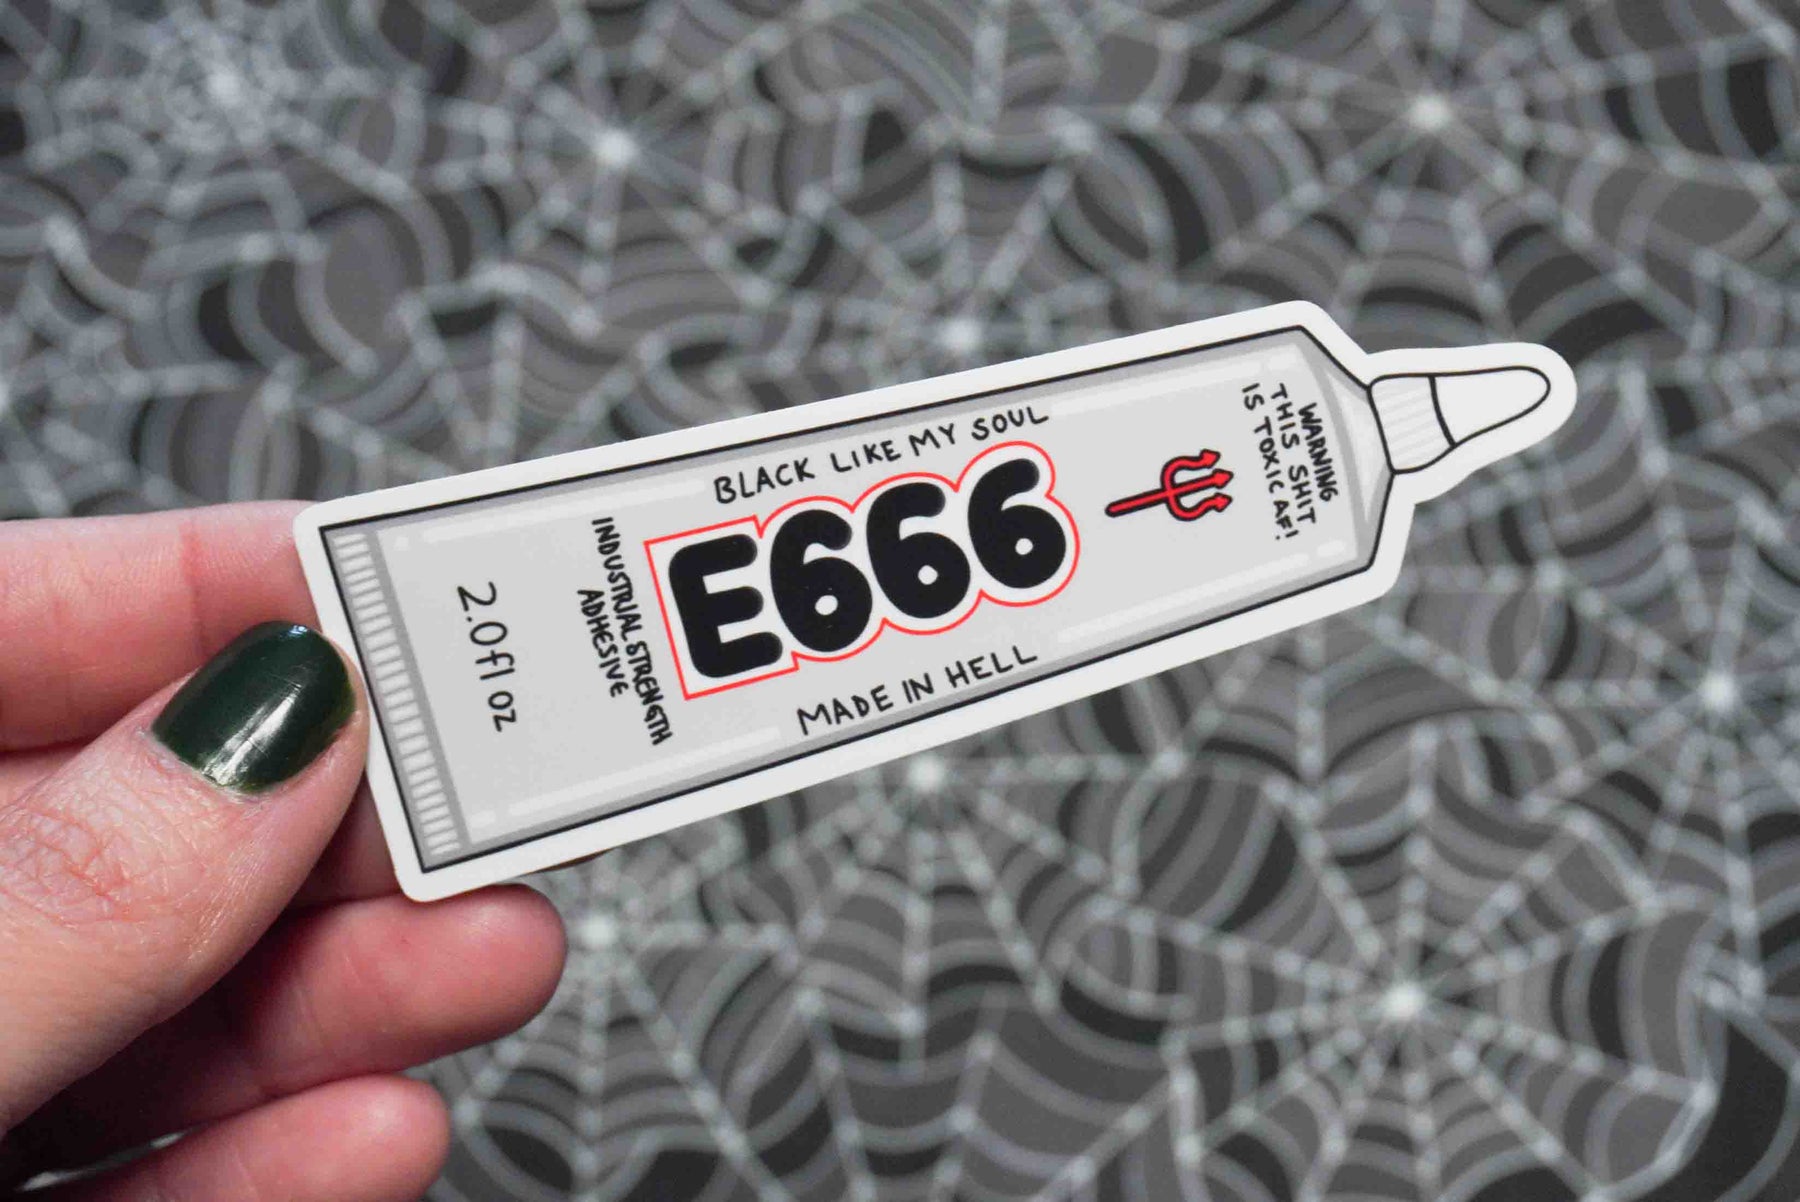 BLACK LIKE MY SOUL
E666
MADE IN HELL
INDUSTRIAL STRENGTH
ADHESIVE
2.0fl oz
WARNING
THIS SHIT
IS TOXIC AF!